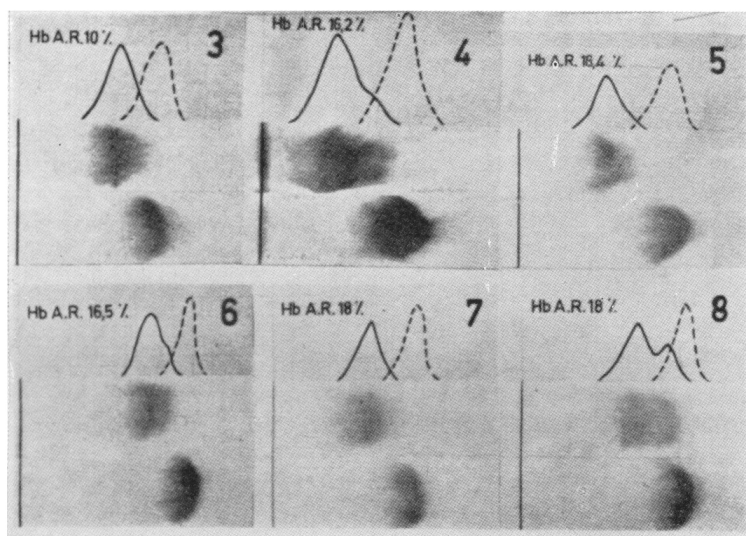 Hb A.R. 10 %
3
Hb A.R. 16,2 %
4
Hb A.R. 16,4 %
5
Hb A.R. 16,5 %
6
Hb A.R. 18 %
7
Hb A.R. 18 %
8